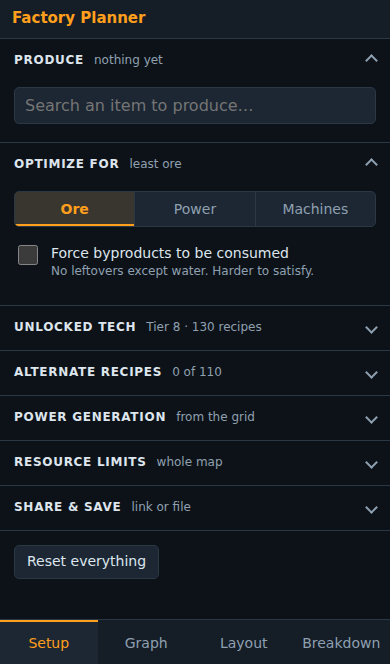 Factory Planner
PRODUCE nothing yet
Search an item to produce…
OPTIMIZE FOR least ore
Ore Power Machines
Force byproducts to be consumed
No leftovers except water. Harder to satisfy.
UNLOCKED TECH Tier 8 · 130 recipes
ALTERNATE RECIPES 0 of 110
POWER GENERATION from the grid
RESOURCE LIMITS whole map
SHARE & SAVE link or file
Reset everything
Setup Graph Layout Breakdown